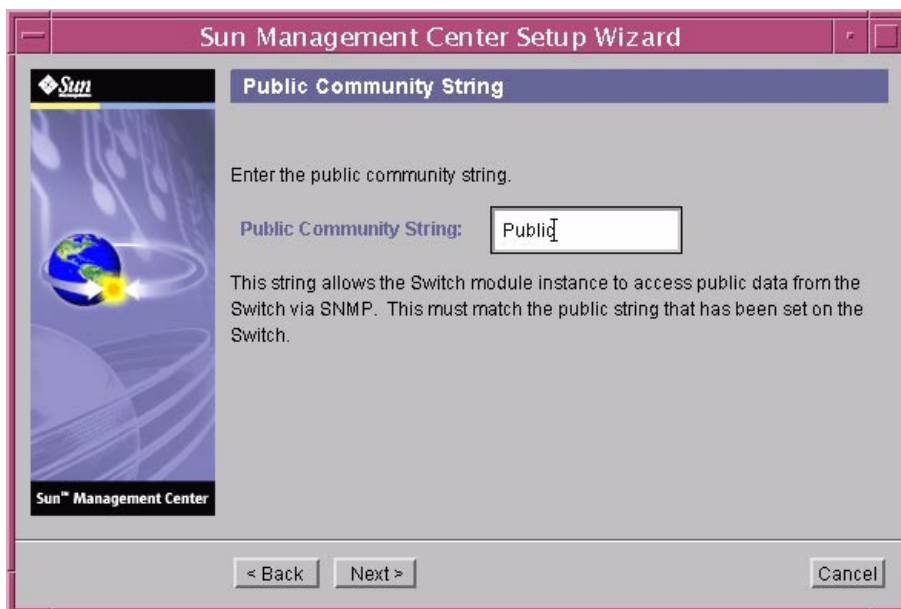 Sun Management Center Setup Wizard
Sun
Public Community String
Enter the public community string.
Public Community String: Public
This string allows the Switch module instance to access public data from the
Switch via SNMP. This must match the public string that has been set on the
Switch.
Sun™ Management Center
< Back Next > Cancel